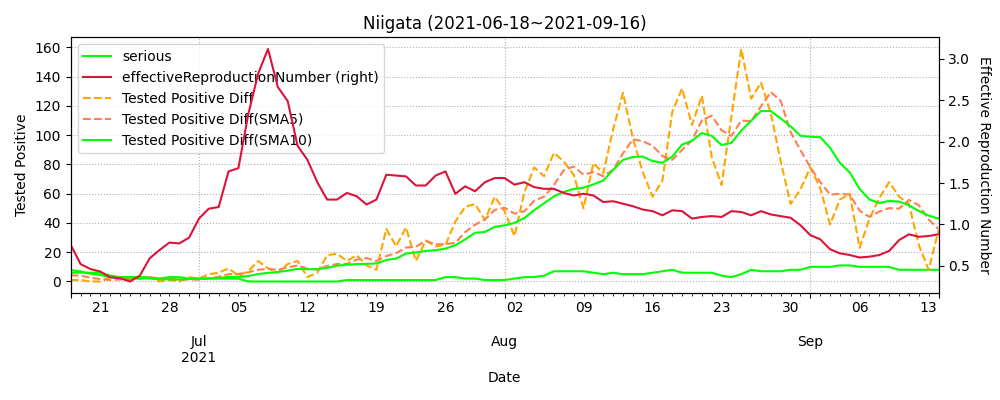 Niigata (2021-06-18~2021-09-16)
serious
effectiveReproductionNumber (right)
Tested Positive Diff
Tested Positive Diff(SMA5)
Tested Positive Diff(SMA10)
Tested Positive
160
140
120
100
80
60
40
20
0
3.0
2.5
2.0
1.5
1.0
0.5
Effective Reproduction Number
21 28 05 12 19 26 02 09 16 23 30 06 13
Jul Aug Sep
2021
Date